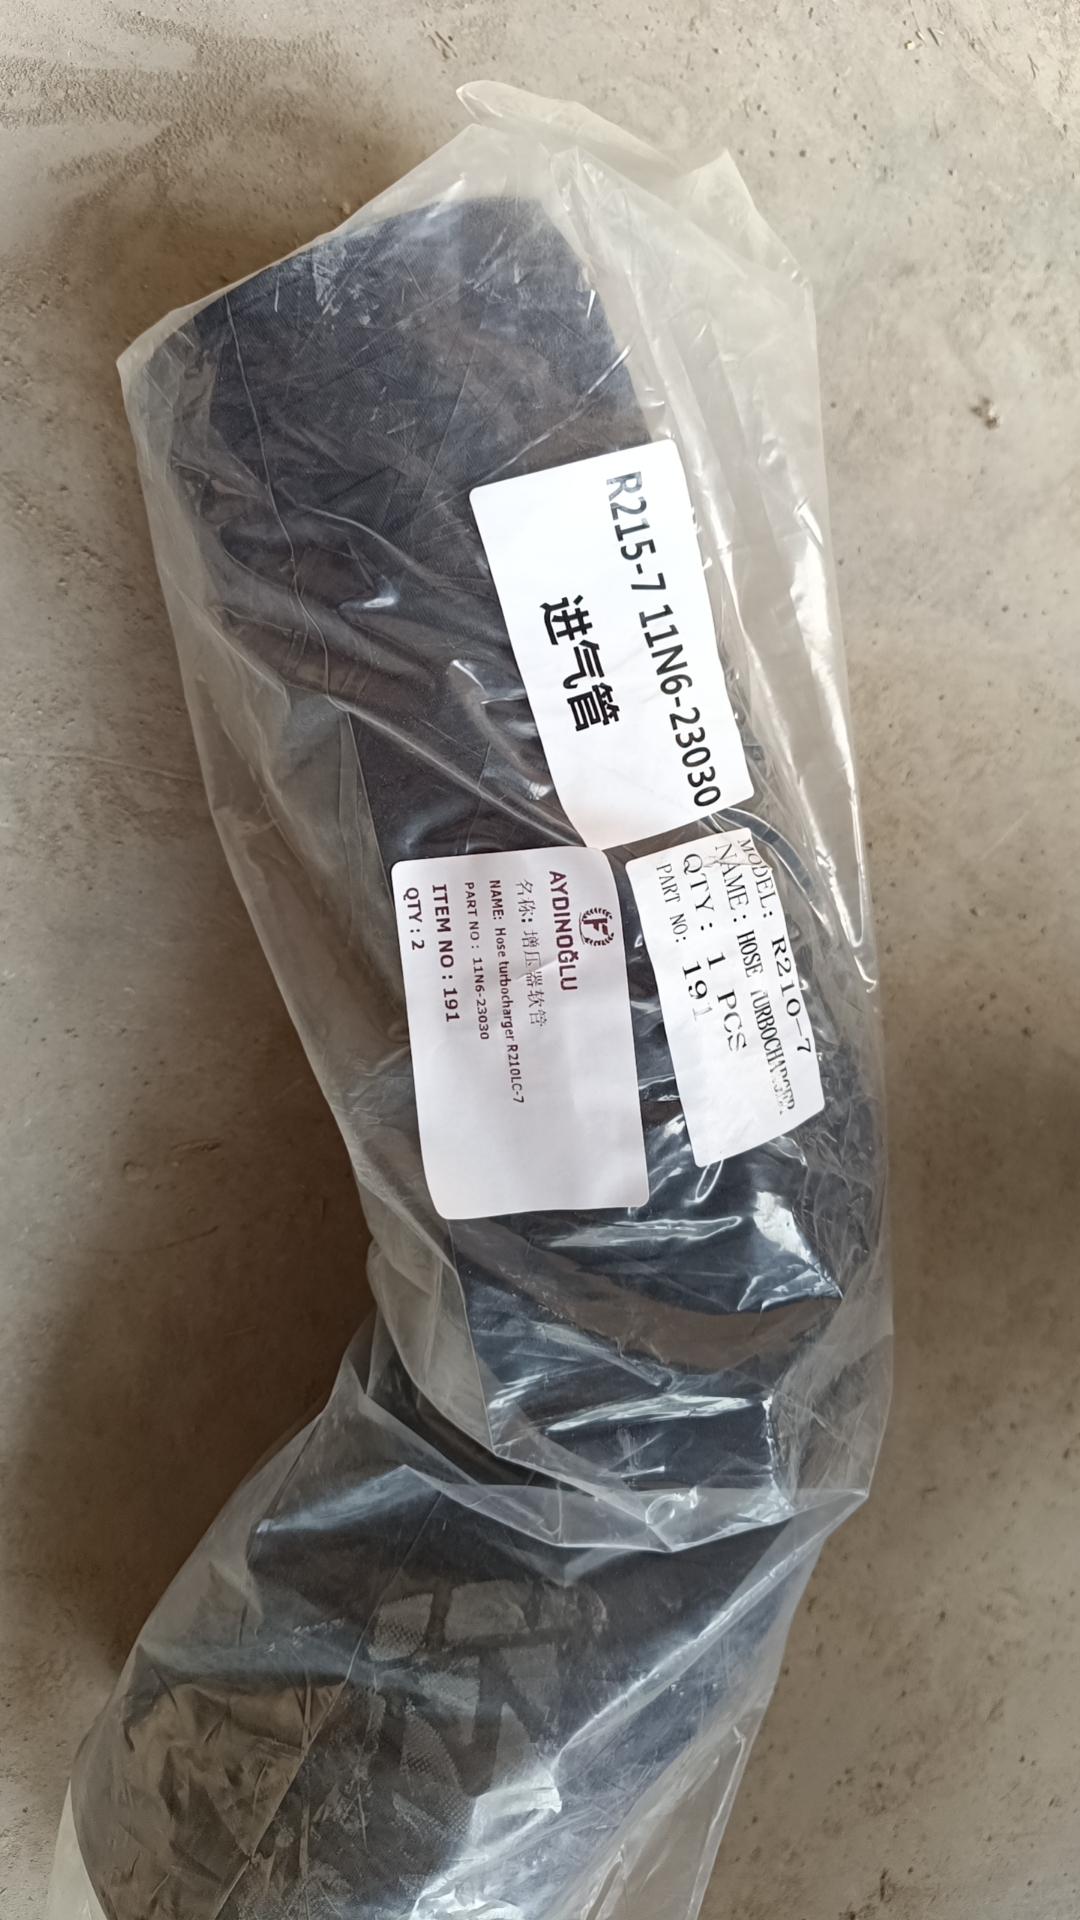 R215-7 11N6-23030
进气管
AYDINOĞLU
名称: 增压器软管
NAME: Hose turbocharger R210LC-7
PART NO : 11N6-23030
ITEM NO : 191
QTY : 2
MODEL: R210-7
NAME: HOSE TURBOCHARGER
QTY: 1 PCS
PART NO: 191